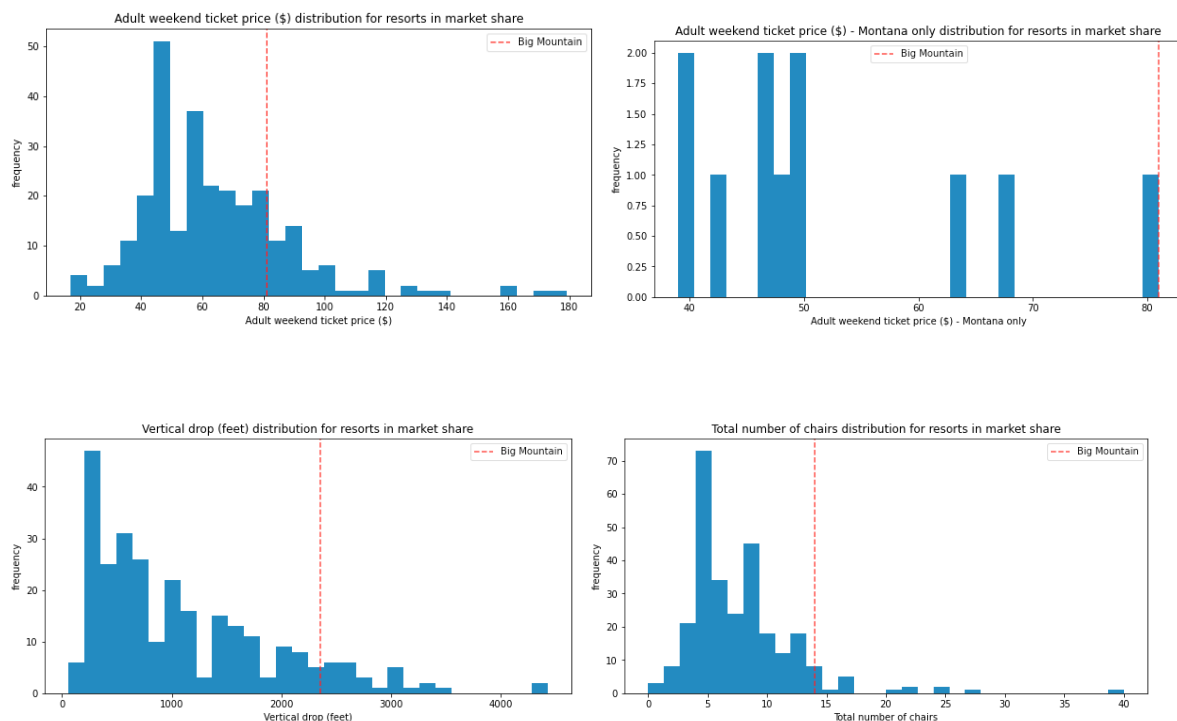 Adult weekend ticket price ($) distribution for resorts in market share
Big Mountain
frequency
50
40
30
20
10
0
20 40 60 80 100 120 140 160 180
Adult weekend ticket price ($)
Adult weekend ticket price ($) - Montana only distribution for resorts in market share
Big Mountain
frequency
2.00
1.75
1.50
1.25
1.00
0.75
0.50
0.25
0.00
40 50 60 70 80
Adult weekend ticket price ($) - Montana only
Vertical drop (feet) distribution for resorts in market share
Big Mountain
frequency
40
30
20
10
0
0 1000 2000 3000 4000
Vertical drop (feet)
Total number of chairs distribution for resorts in market share
Big Mountain
frequency
70
60
50
40
30
20
10
0
0 5 10 15 20 25 30 35 40
Total number of chairs